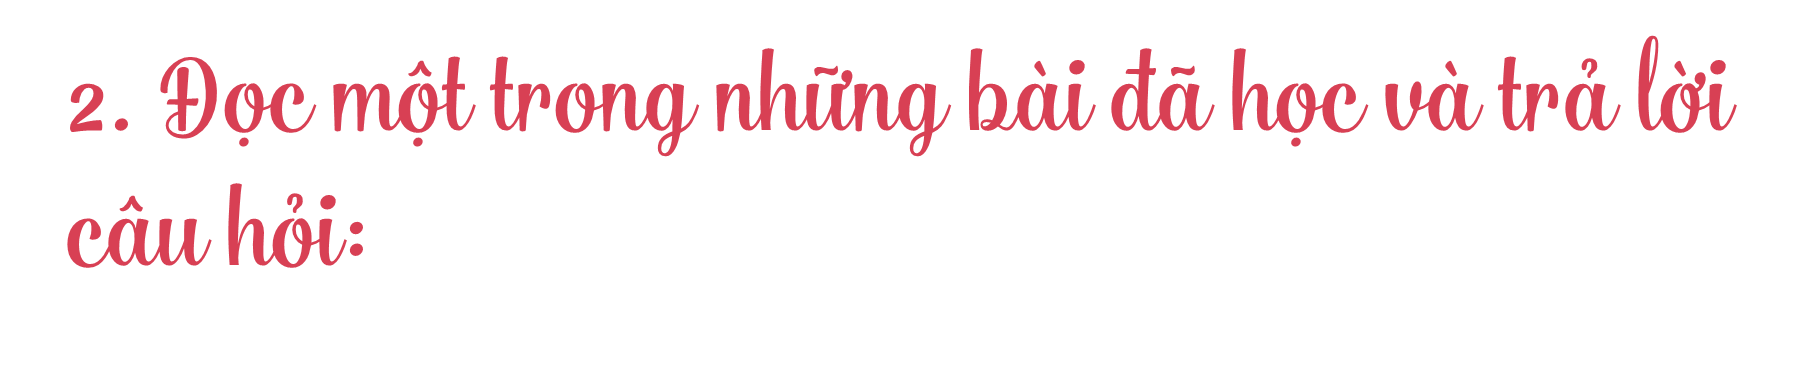 2. Đọc một trong những bài đã học và trả lời
câu hỏi: